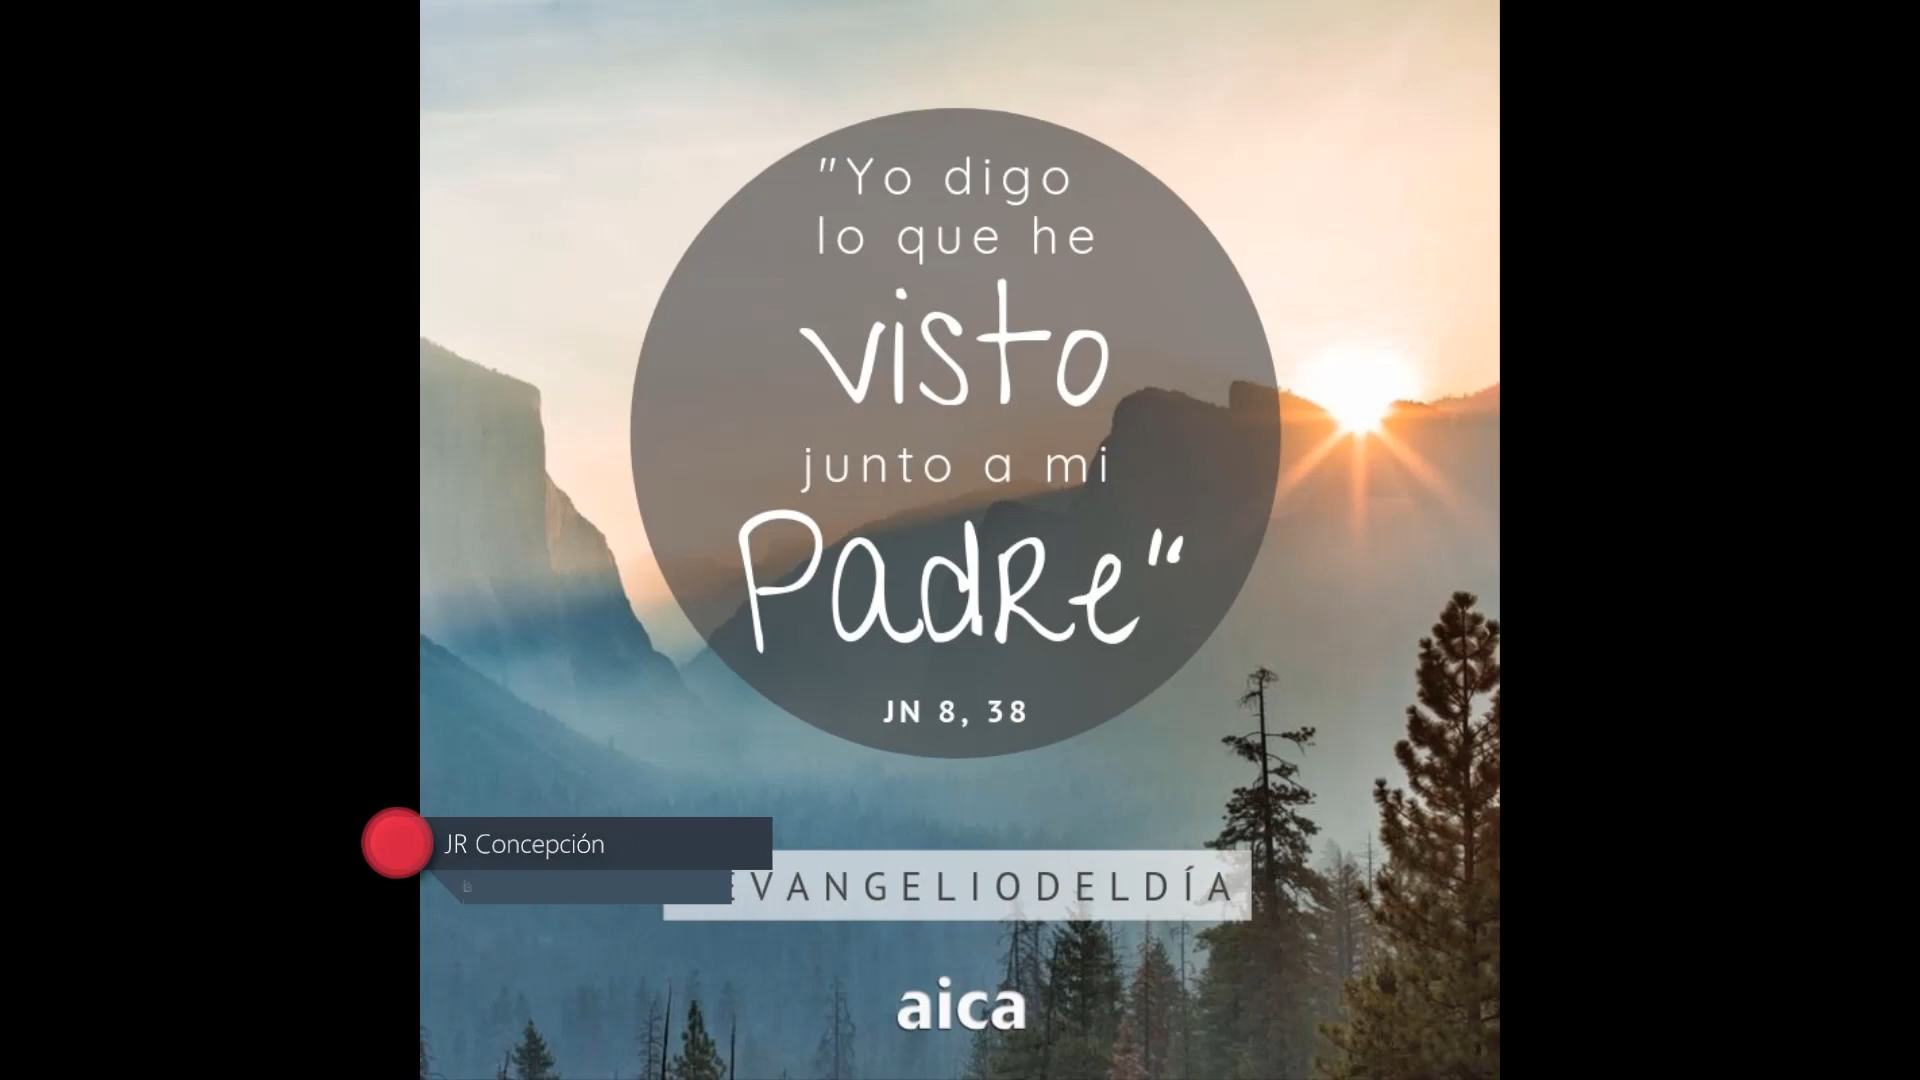 "Yo digo
lo que he
visto
junto a mi
Padre"
JN 8, 38
JR Concepción
EVANGELIODELDÍA
aica